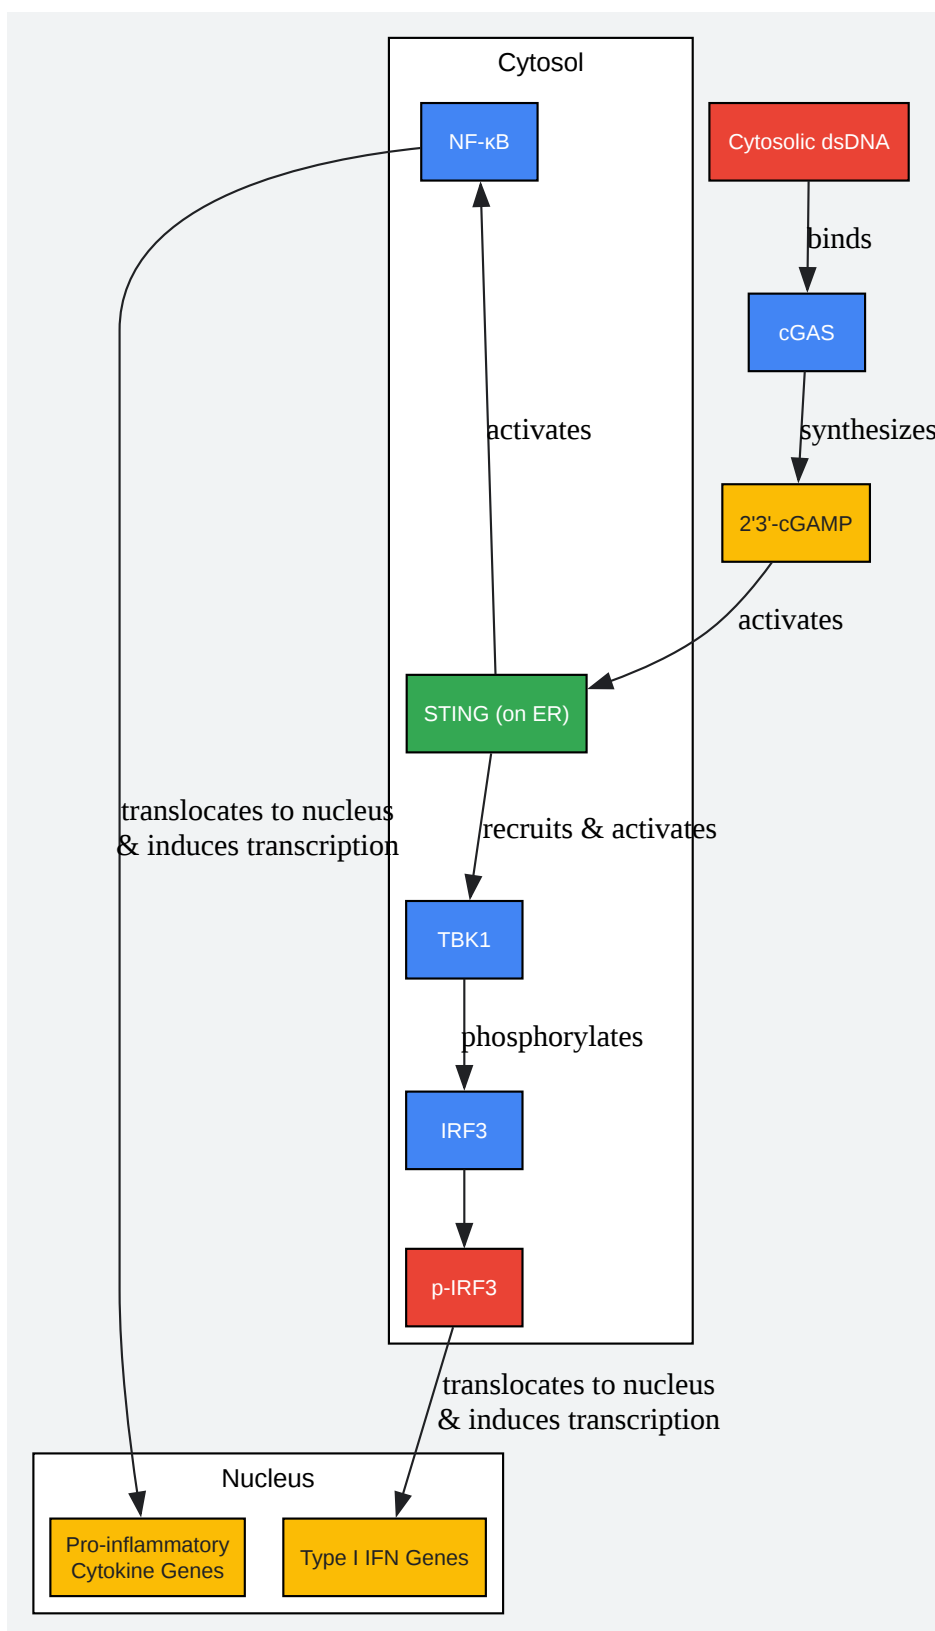 Cytosol
NF-κB
Cytosolic dsDNA
binds
cGAS
activates
synthesizes
2'3'-cGAMP
activates
STING (on ER)
translocates to nucleus
& induces transcription
recruits & activates
TBK1
phosphorylates
IRF3
p-IRF3
translocates to nucleus
& induces transcription
Nucleus
Pro-inflammatory
Cytokine Genes
Type I IFN Genes